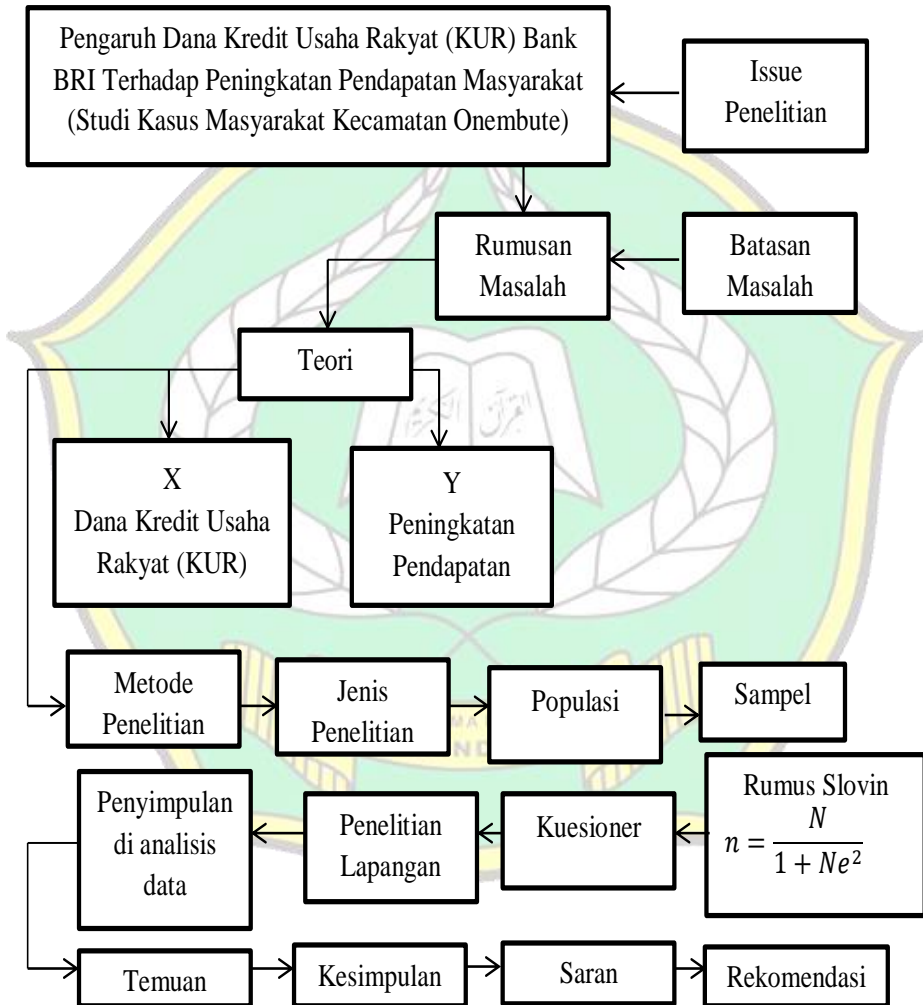 Pengaruh Dana Kredit Usaha Rakyat (KUR) Bank
BRI Terhadap Peningkatan Pendapatan Masyarakat
(Studi Kasus Masyarakat Kecamatan Onembute)
Issue
Penelitian
Rumusan
Masalah
Batasan
Masalah
Teori
X
Dana Kredit Usaha
Rakyat (KUR)
Y
Peningkatan
Pendapatan
Metode
Penelitian
Jenis
Penelitian
Populasi
Sampel
Rumus Slovin
n = N / 1 + Ne²
Kuesioner
Penelitian
Lapangan
Penyimpulan
di analisis
data
Temuan
Kesimpulan
Saran
Rekomendasi